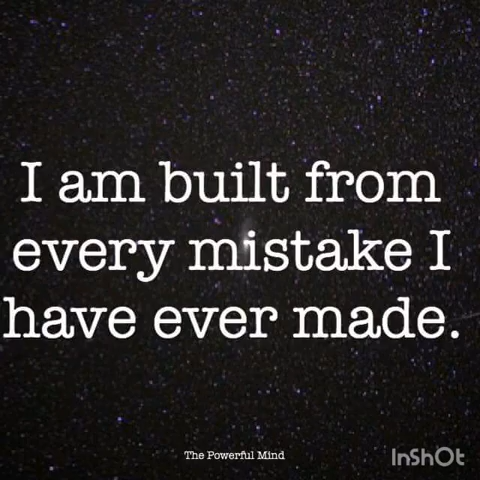 I am built from
every mistake I
have ever made.
The Powerful Mind
InShOt